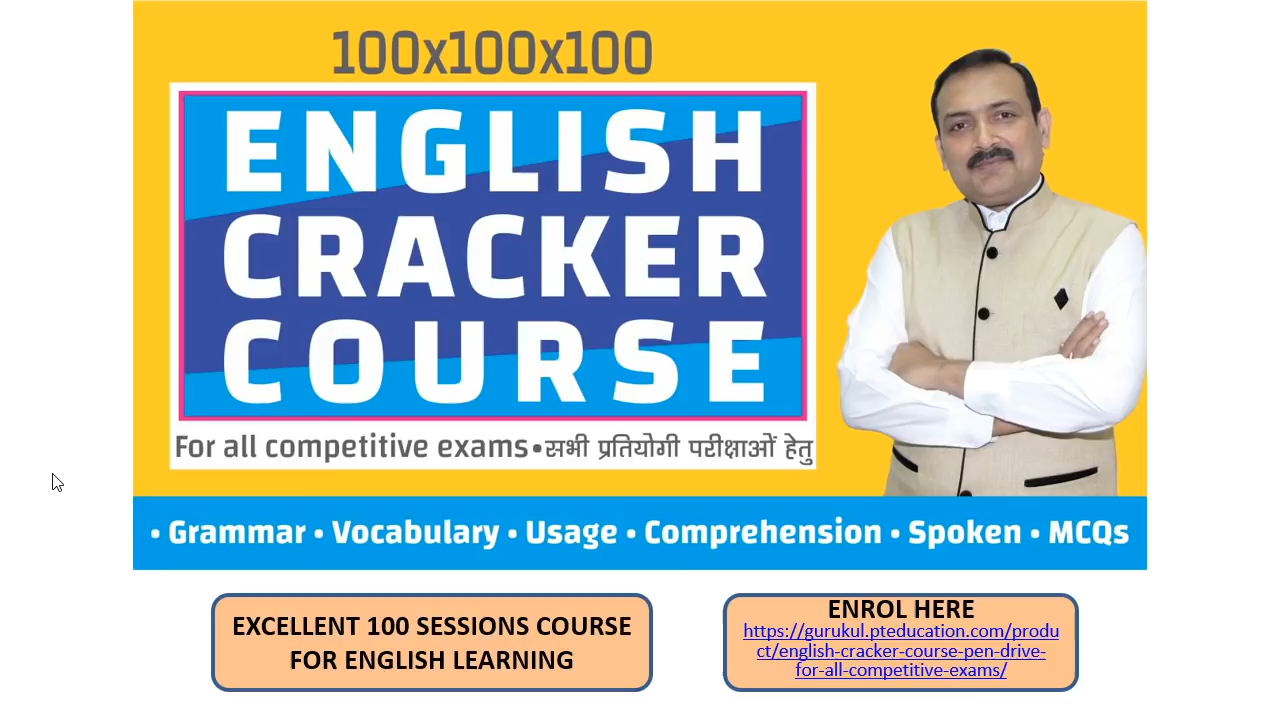 100x100x100
ENGLISH
CRACKER
COURSE
For all competitive exams•सभी प्रतियोगी परीक्षाओं हेतु
• Grammar • Vocabulary • Usage • Comprehension • Spoken • MCQs
EXCELLENT 100 SESSIONS COURSE
FOR ENGLISH LEARNING
ENROL HERE
https://gurukul.pteducation.com/produ
ct/english-cracker-course-pen-drive-
for-all-competitive-exams/